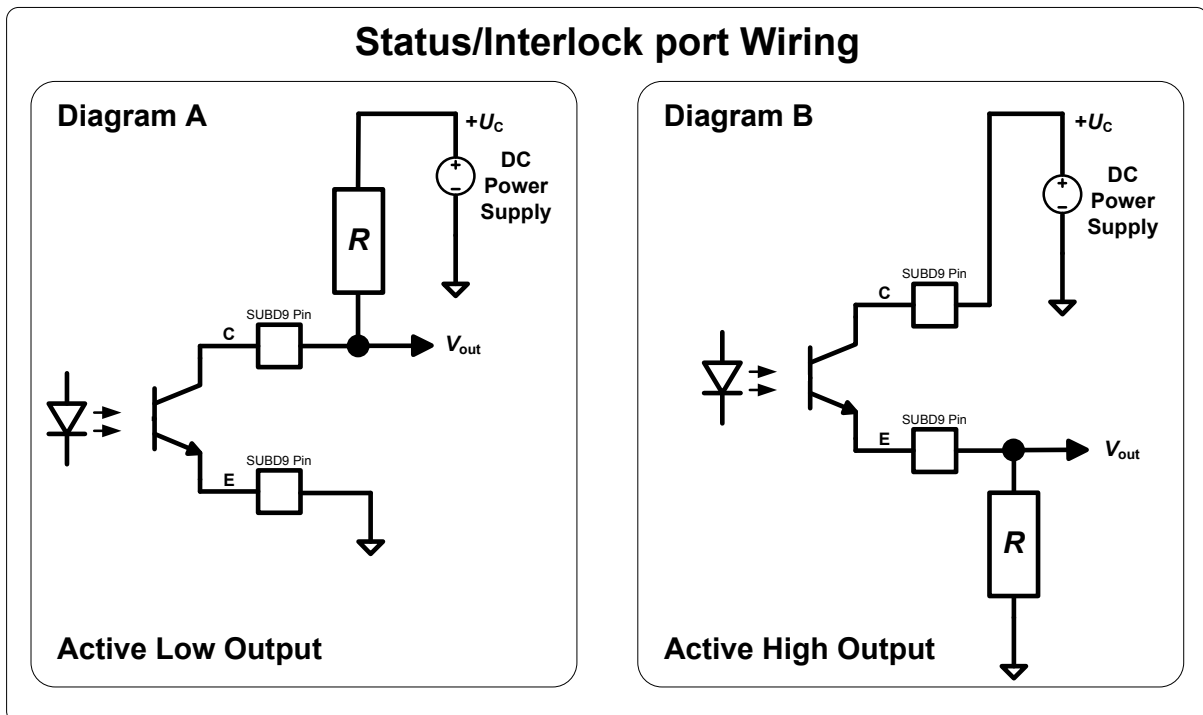 Status/Interlock port Wiring
Diagram A
+UC
DC
Power
Supply
R
SUBD9 Pin
C
Vout
SUBD9 Pin
E
Active Low Output
Diagram B
+UC
DC
Power
Supply
SUBD9 Pin
C
SUBD9 Pin
E
Vout
R
Active High Output